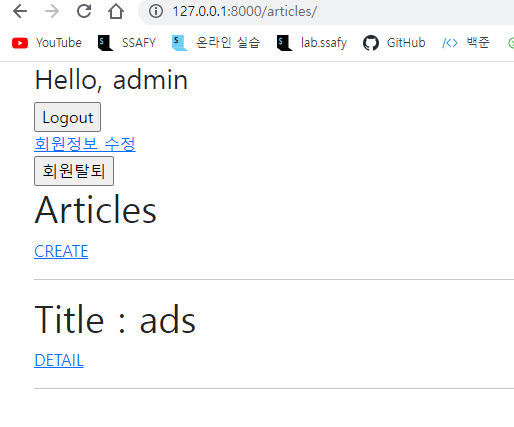 127.0.0.1:8000/articles/
YouTube SSAFY 온라인 실습 lab.ssafy GitHub 백준
Hello, admin
Logout
회원정보 수정
회원탈퇴
Articles
CREATE
Title : ads
DETAIL